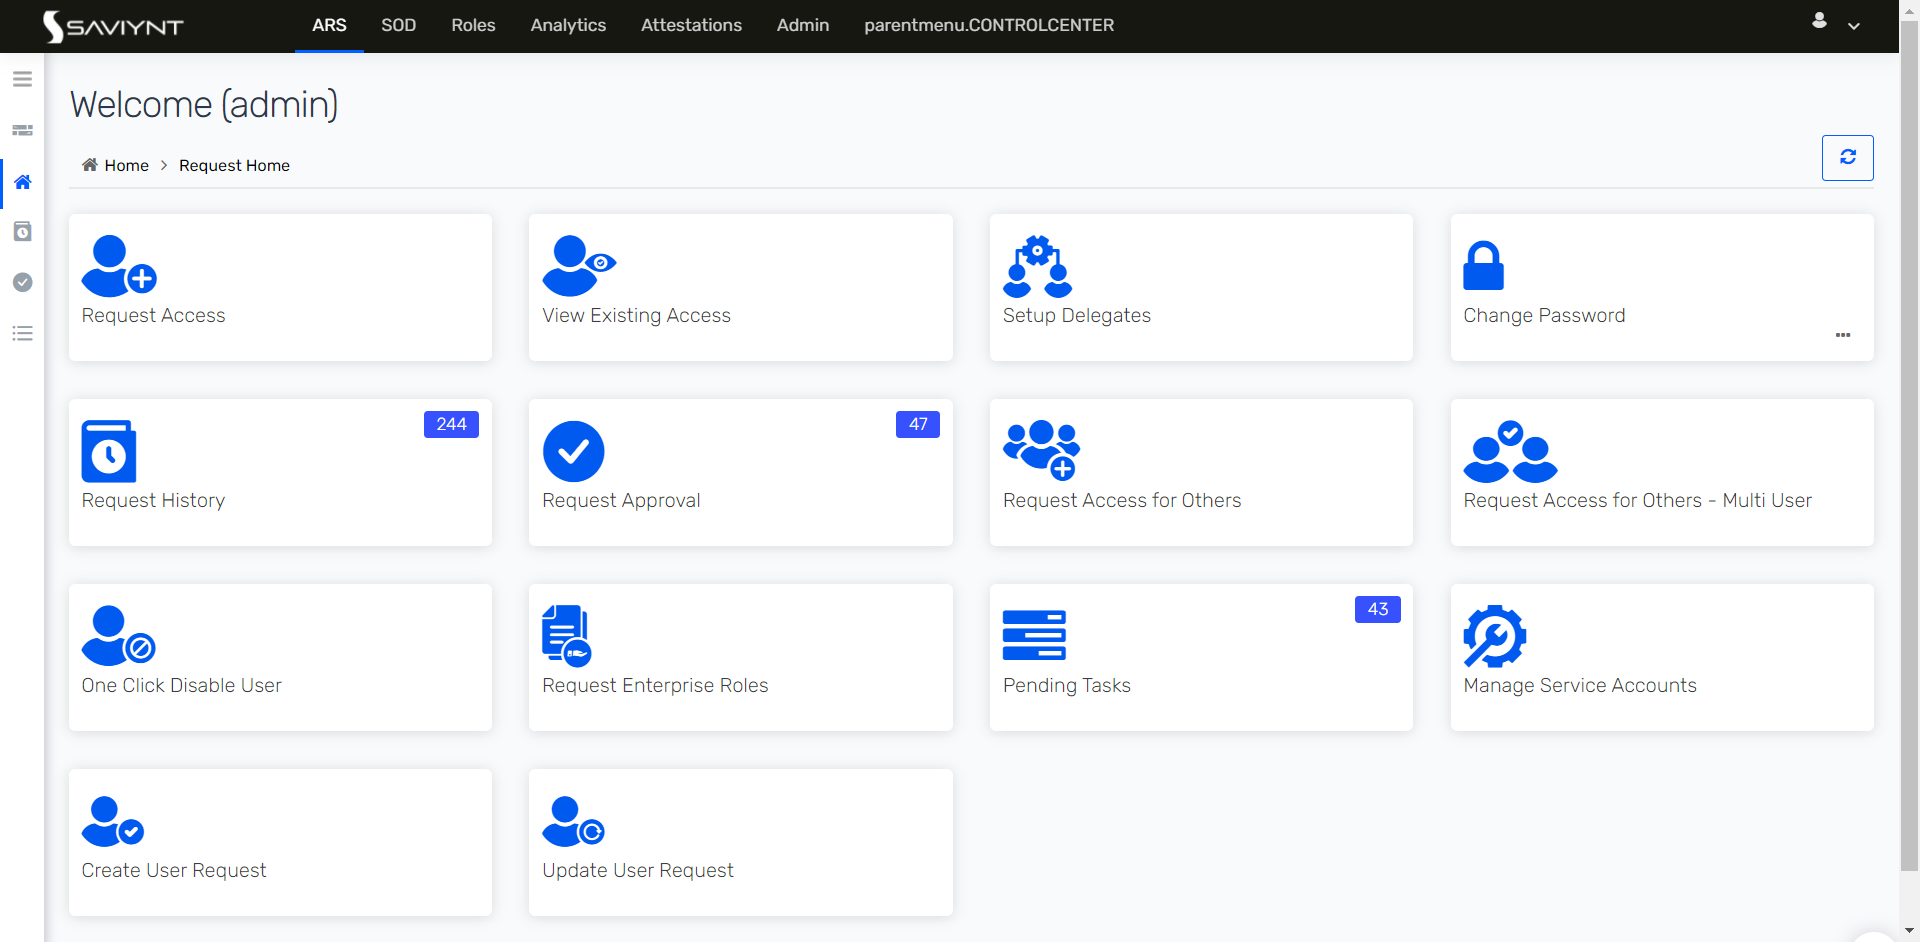 SAVIYNT
ARS SOD Roles Analytics Attestations Admin parentmenu.CONTROLCENTER
Welcome (admin)
Home > Request Home
Request Access
View Existing Access
Setup Delegates
Change Password
244
Request History
47
Request Approval
Request Access for Others
Request Access for Others - Multi User
One Click Disable User
Request Enterprise Roles
43
Pending Tasks
Manage Service Accounts
Create User Request
Update User Request